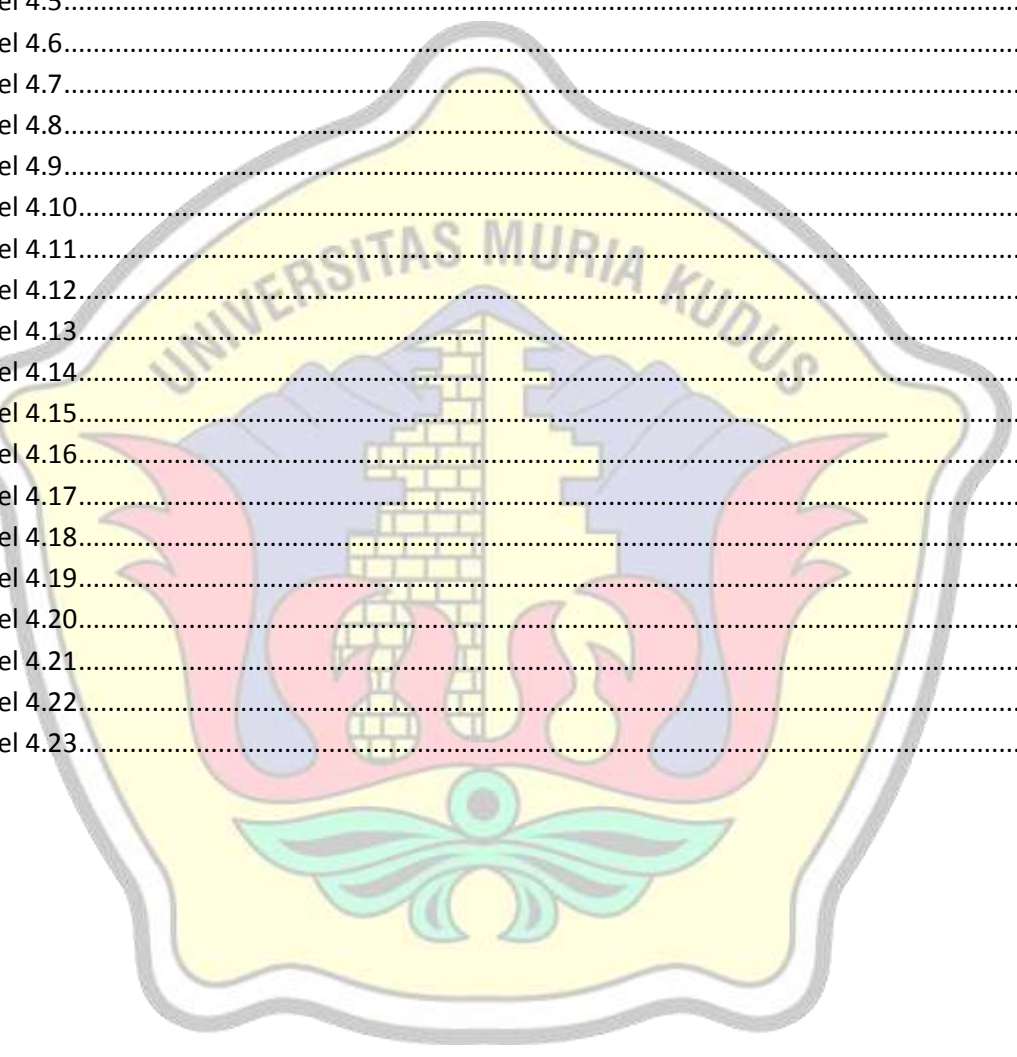 el 4.5
el 4.6
el 4.7
el 4.8
el 4.9
el 4.10
el 4.11
UNIVERSITAS MURIA KUDUS
el 4.12
el 4.13
el 4.14
el 4.15
el 4.16
el 4.17
el 4.18
el 4.19
el 4.20
el 4.21
el 4.22
el 4.23